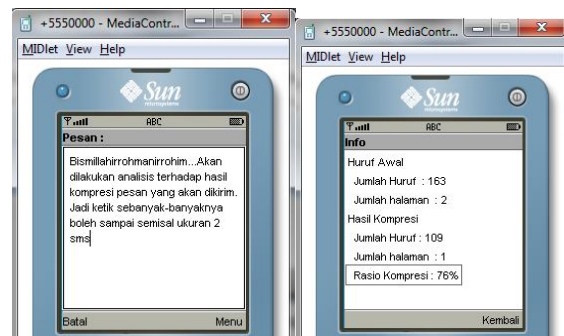 +5550000 - MediaContr...
MIDlet View Help
Sun
microsystems
ABC
Pesan :
Bismillahirrohmanirrohim...Akan
dilakukan analisis terhadap hasil
kompresi pesan yang akan dikirim.
Jadi ketik sebanyak-banyaknya
boleh sampai semisal ukuran 2
sms
Batal Menu
+5550000 - MediaContr...
MIDlet View Help
Sun
microsystems
ABC
Info
Huruf Awal
Jumlah Huruf : 163
Jumlah halaman : 2
Hasil Kompresi
Jumlah Huruf : 109
Jumlah halaman : 1
Rasio Kompresi : 76%
Kembali